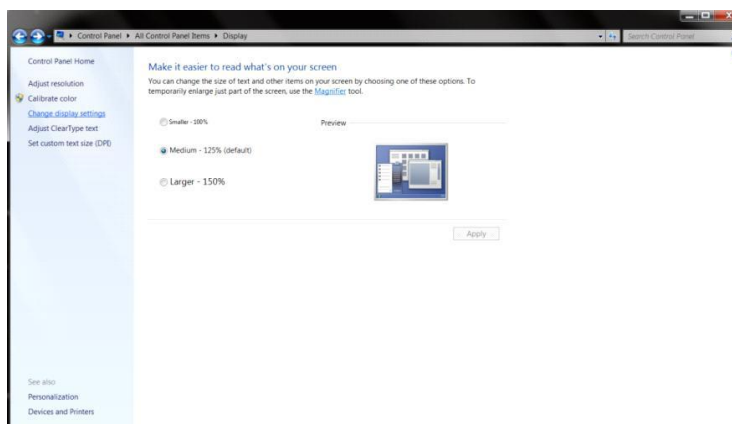 Control Panel ▸ All Control Panel Items ▸ Display
Search Control Panel
Control Panel Home
Adjust resolution
Calibrate color
Change display settings
Adjust ClearType text
Set custom text size (DPI)
See also
Personalization
Devices and Printers
Make it easier to read what's on your screen
You can change the size of text and other items on your screen by choosing one of these options. To
temporarily enlarge just part of the screen, use the Magnifier tool.
Smaller - 100%
Preview
Medium - 125% (default)
Larger - 150%
Apply